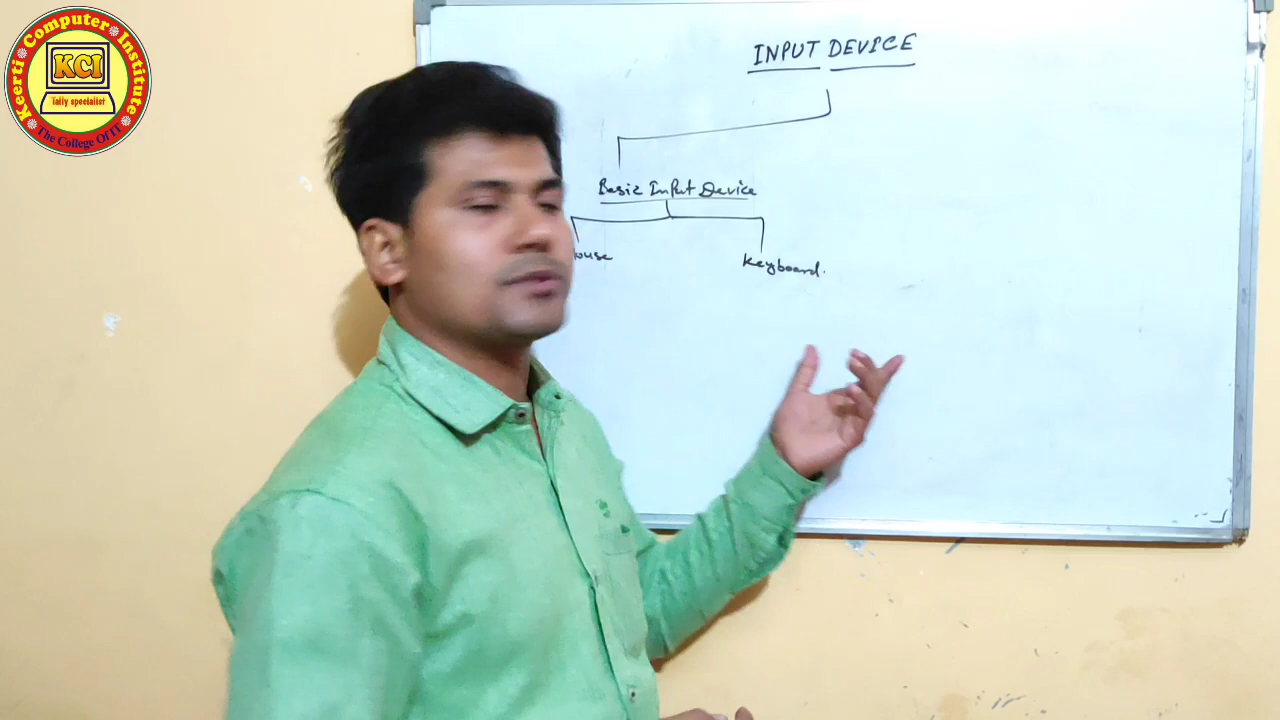 Keerti Computer Institute
KCI
Tally specialist
The College Of IT
INPUT DEVICE
Basic Input Device
ouse
Keyboard.